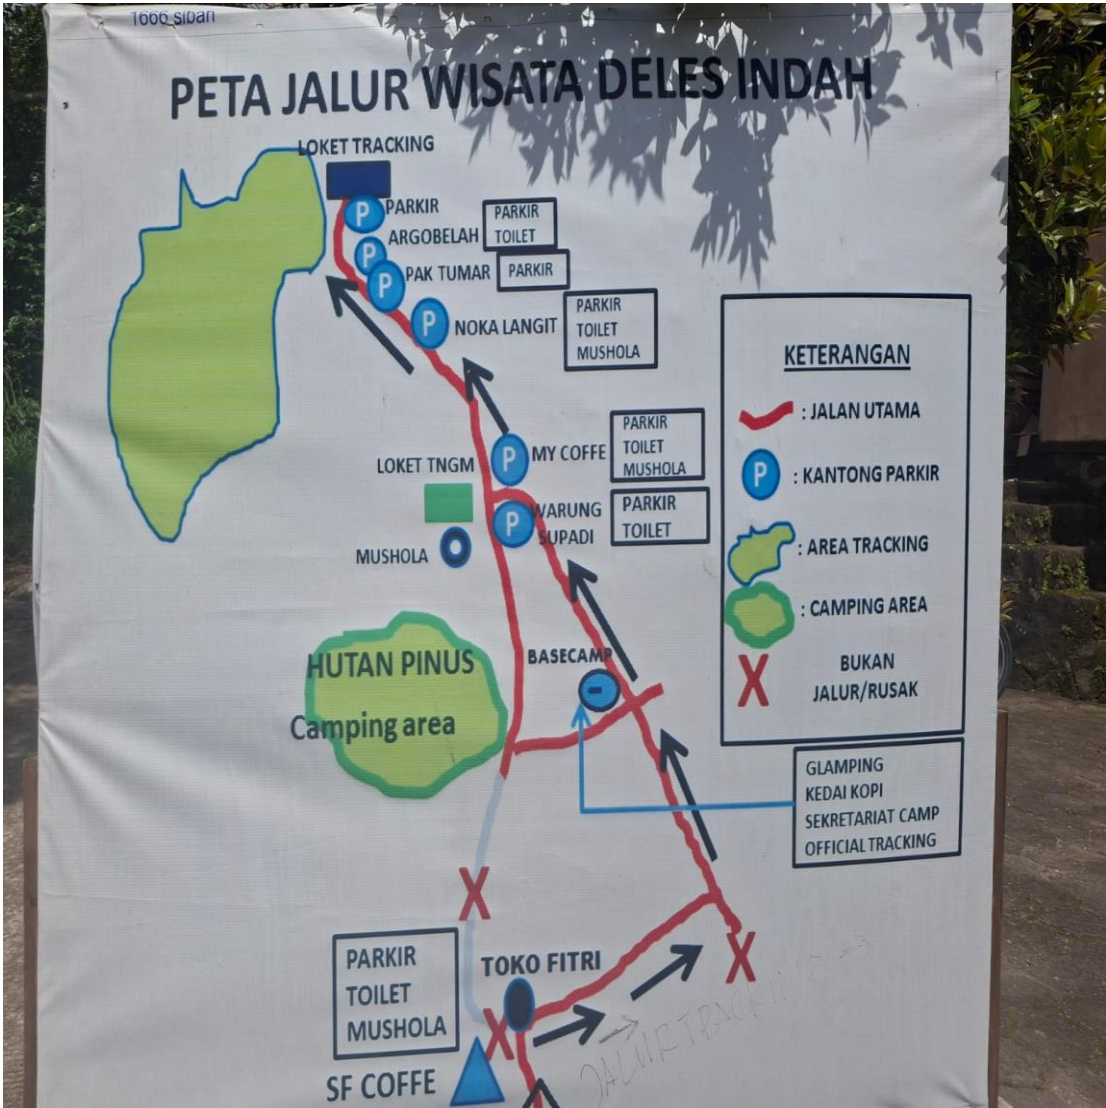 1666 siban
PETA JALUR WISATA DELES INDAH
LOKET TRACKING
P
PARKIR
P
ARGOBELAH
PARKIR
TOILET
P
PAK TUMAR
PARKIR
P
NOKA LANGIT
PARKIR
TOILET
MUSHOLA
KETERANGAN
: JALAN UTAMA
P
: KANTONG PARKIR
: AREA TRACKING
: CAMPING AREA
X
BUKAN
JALUR/RUSAK
P
MY COFFE
PARKIR
TOILET
MUSHOLA
LOKET TNGM
P
WARUNG
SUPADI
PARKIR
TOILET
MUSHOLA
HUTAN PINUS
Camping area
BASECAMP
GLAMPING
KEDAI KOPI
SEKRETARIAT CAMP
OFFICIAL TRACKING
X
X
PARKIR
TOILET
MUSHOLA
TOKO FITRI
X
SF COFFE